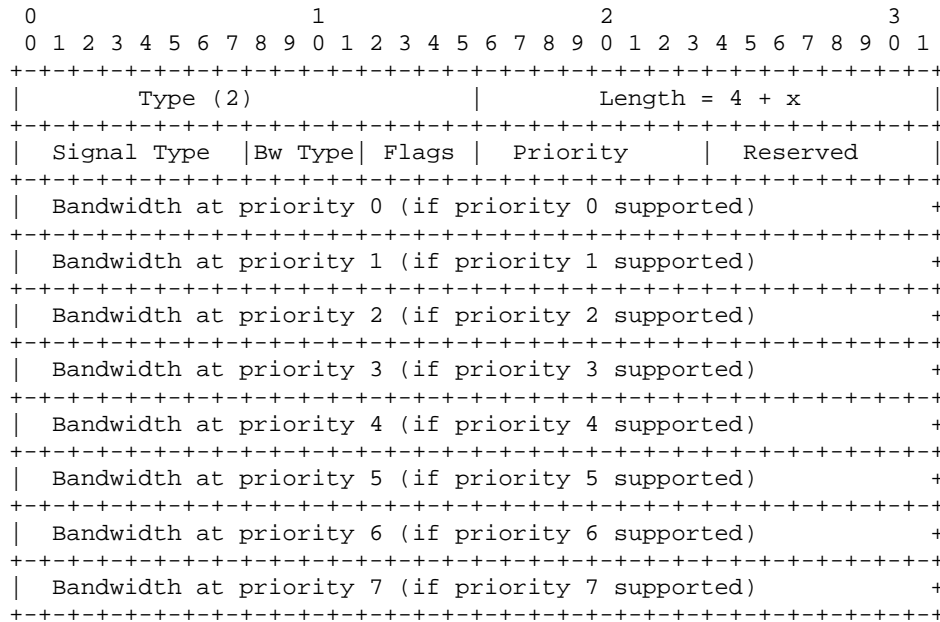 0                   1                   2                   3
 0 1 2 3 4 5 6 7 8 9 0 1 2 3 4 5 6 7 8 9 0 1 2 3 4 5 6 7 8 9 0 1
+-+-+-+-+-+-+-+-+-+-+-+-+-+-+-+-+-+-+-+-+-+-+-+-+-+-+-+-+-+-+-+-+
|        Type (2)               |        Length = 4 + x         |
+-+-+-+-+-+-+-+-+-+-+-+-+-+-+-+-+-+-+-+-+-+-+-+-+-+-+-+-+-+-+-+-+
|  Signal Type  |Bw Type| Flags |  Priority     |  Reserved     |
+-+-+-+-+-+-+-+-+-+-+-+-+-+-+-+-+-+-+-+-+-+-+-+-+-+-+-+-+-+-+-+-+
|  Bandwidth at priority 0 (if priority 0 supported)            +
+-+-+-+-+-+-+-+-+-+-+-+-+-+-+-+-+-+-+-+-+-+-+-+-+-+-+-+-+-+-+-+-+
|  Bandwidth at priority 1 (if priority 1 supported)            +
+-+-+-+-+-+-+-+-+-+-+-+-+-+-+-+-+-+-+-+-+-+-+-+-+-+-+-+-+-+-+-+-+
|  Bandwidth at priority 2 (if priority 2 supported)            +
+-+-+-+-+-+-+-+-+-+-+-+-+-+-+-+-+-+-+-+-+-+-+-+-+-+-+-+-+-+-+-+-+
|  Bandwidth at priority 3 (if priority 3 supported)            +
+-+-+-+-+-+-+-+-+-+-+-+-+-+-+-+-+-+-+-+-+-+-+-+-+-+-+-+-+-+-+-+-+
|  Bandwidth at priority 4 (if priority 4 supported)            +
+-+-+-+-+-+-+-+-+-+-+-+-+-+-+-+-+-+-+-+-+-+-+-+-+-+-+-+-+-+-+-+-+
|  Bandwidth at priority 5 (if priority 5 supported)            +
+-+-+-+-+-+-+-+-+-+-+-+-+-+-+-+-+-+-+-+-+-+-+-+-+-+-+-+-+-+-+-+-+
|  Bandwidth at priority 6 (if priority 6 supported)            +
+-+-+-+-+-+-+-+-+-+-+-+-+-+-+-+-+-+-+-+-+-+-+-+-+-+-+-+-+-+-+-+-+
|  Bandwidth at priority 7 (if priority 7 supported)            +
+-+-+-+-+-+-+-+-+-+-+-+-+-+-+-+-+-+-+-+-+-+-+-+-+-+-+-+-+-+-+-+-+